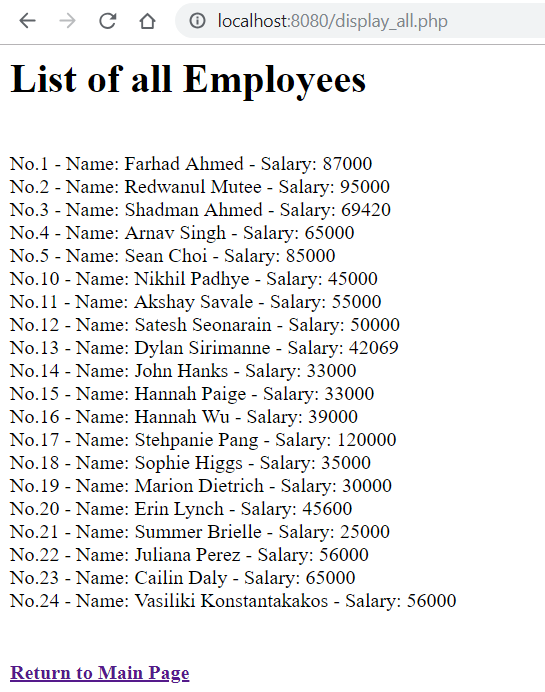 localhost:8080/display_all.php
List of all Employees
No.1 - Name: Farhad Ahmed - Salary: 87000
No.2 - Name: Redwanul Mutee - Salary: 95000
No.3 - Name: Shadman Ahmed - Salary: 69420
No.4 - Name: Arnav Singh - Salary: 65000
No.5 - Name: Sean Choi - Salary: 85000
No.10 - Name: Nikhil Padhye - Salary: 45000
No.11 - Name: Akshay Savale - Salary: 55000
No.12 - Name: Satesh Seonarain - Salary: 50000
No.13 - Name: Dylan Sirimanne - Salary: 42069
No.14 - Name: John Hanks - Salary: 33000
No.15 - Name: Hannah Paige - Salary: 33000
No.16 - Name: Hannah Wu - Salary: 39000
No.17 - Name: Stehpanie Pang - Salary: 120000
No.18 - Name: Sophie Higgs - Salary: 35000
No.19 - Name: Marion Dietrich - Salary: 30000
No.20 - Name: Erin Lynch - Salary: 45600
No.21 - Name: Summer Brielle - Salary: 25000
No.22 - Name: Juliana Perez - Salary: 56000
No.23 - Name: Cailin Daly - Salary: 65000
No.24 - Name: Vasiliki Konstantakakos - Salary: 56000
Return to Main Page